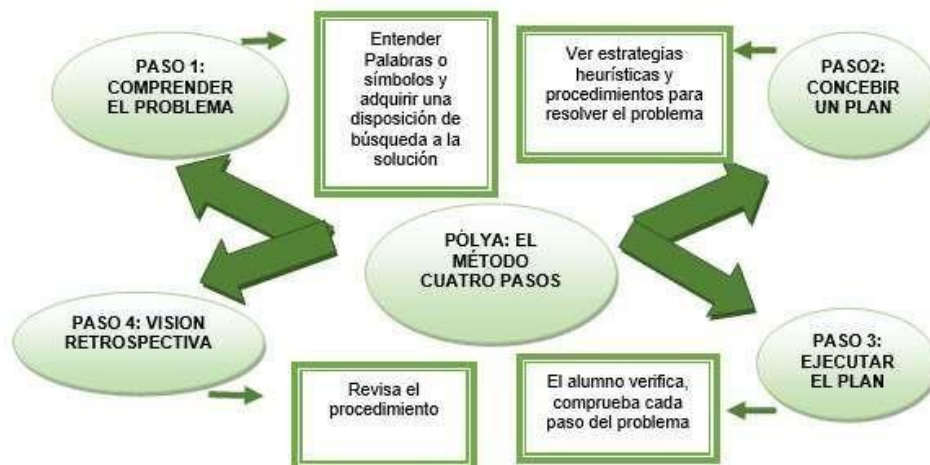 PASO 1:
COMPRENDER
EL PROBLEMA
Entender
Palabras o
símbolos y
adquirir una
disposición de
búsqueda a la
solución
Ver estrategias
heurísticas y
procedimientos para
resolver el problema
PASO2:
CONCEBIR
UN PLAN
PÒLYA: EL
MÉTODO
CUATRO PASOS
PASO 4: VISION
RETROSPECTIVA
Revisa el
procedimiento
El alumno verifica,
comprueba cada
paso del problema
PASO 3:
EJECUTAR
EL PLAN